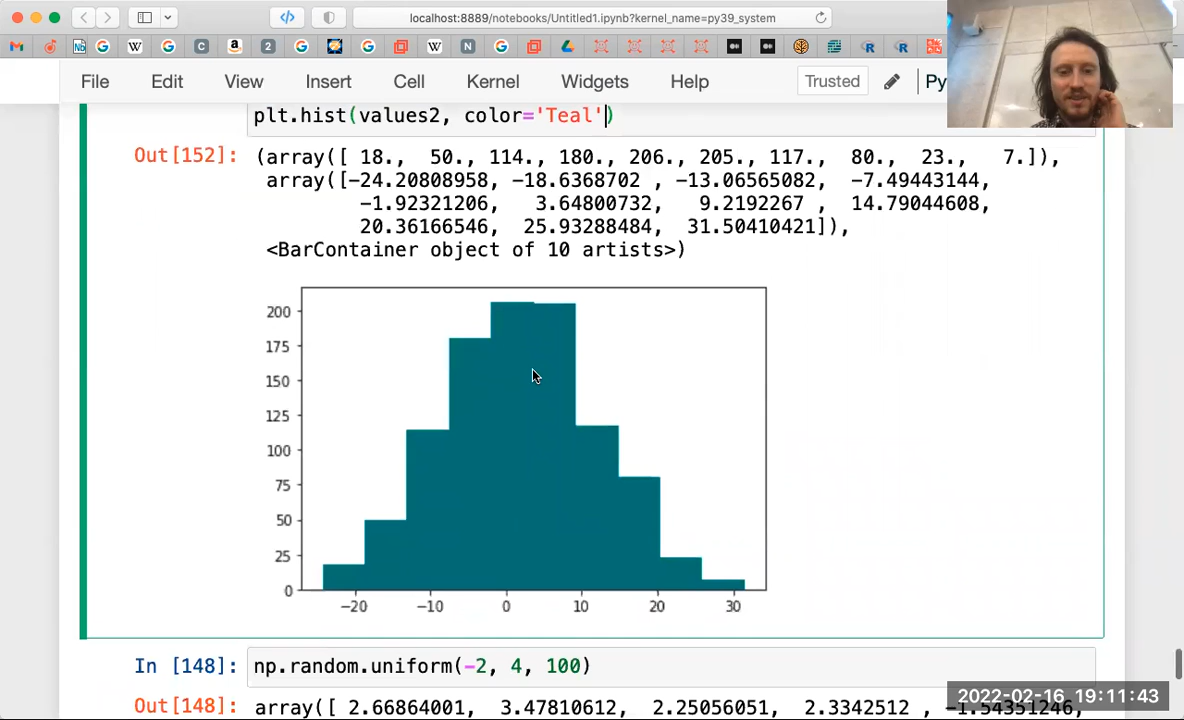 localhost:8889/notebooks/Untitled1.ipynb?kernel_name=py39_system
File Edit View Insert Cell Kernel Widgets Help Trusted Py
plt.hist(values2, color='Teal')
Out[152]: (array([ 18., 50., 114., 180., 206., 205., 117., 80., 23., 7.]),
array([-24.20808958, -18.6368702 , -13.06565082, -7.49443144,
-1.92321206, 3.64800732, 9.2192267 , 14.79044608,
20.36166546, 25.93288484, 31.50410421]),
<BarContainer object of 10 artists>)
200
175
150
125
100
75
50
25
0
−20 −10 0 10 20 30
In [148]: np.random.uniform(-2, 4, 100)
Out[148]: array([ 2.66864001, 3.47810612, 2.25056051, 2.3342512 , -1.54351246,
2022-02-16 19:11:43